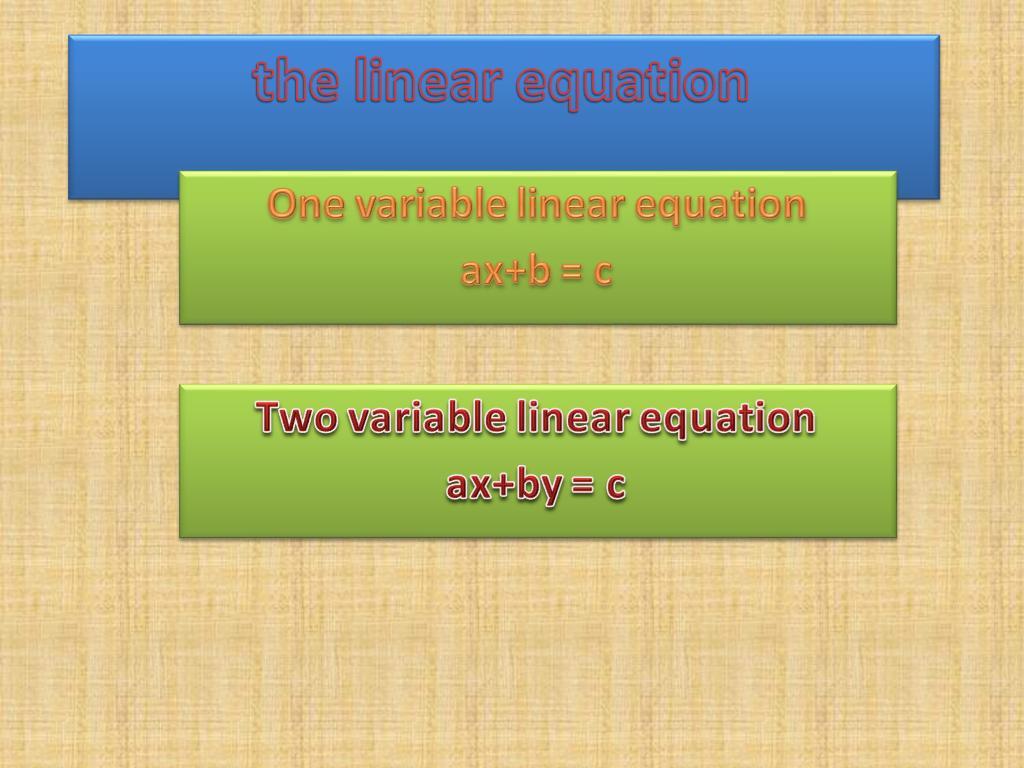 the linear equation
One variable linear equation
ax+b = c
Two variable linear equation
ax+by = c